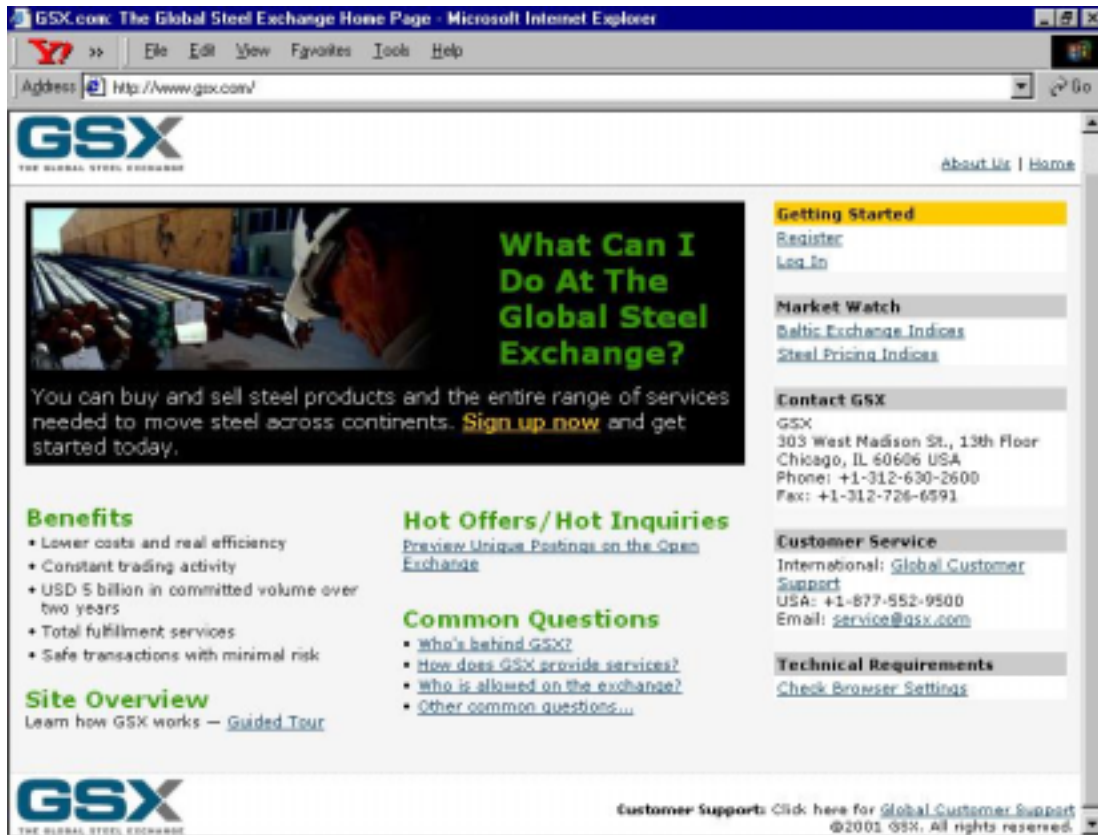 GSX.com: The Global Steel Exchange Home Page - Microsoft Internet Explorer
File Edit View Favorites Tools Help
Address http://www.gsx.com/ Go
GSX
THE GLOBAL STEEL EXCHANGE
About Us | Home
What Can I
Do At The
Global Steel
Exchange?
You can buy and sell steel products and the entire range of services
needed to move steel across continents. Sign up now and get
started today.
Benefits
• Lower costs and real efficiency
• Constant trading activity
• USD 5 billion in committed volume over
two years
• Total fulfillment services
• Safe transactions with minimal risk
Site Overview
Learn how GSX works — Guided Tour
Hot Offers/Hot Inquiries
Preview Unique Postings on the Open
Exchange
Common Questions
• Who's behind GSX?
• How does GSX provide services?
• Who is allowed on the exchange?
• Other common questions...
Getting Started
Register
Log In
Market Watch
Baltic Exchange Indices
Steel Pricing Indices
Contact GSX
GSX
303 West Madison St., 13th Floor
Chicago, IL 60606 USA
Phone: +1-312-630-2600
Fax: +1-312-726-6591
Customer Service
International: Global Customer
Support
USA: +1-877-552-9500
Email: service@gsx.com
Technical Requirements
Check Browser Settings
GSX
THE GLOBAL STEEL EXCHANGE
Customer Support: Click here for Global Customer Support
©2001 GSX. All rights reserved.